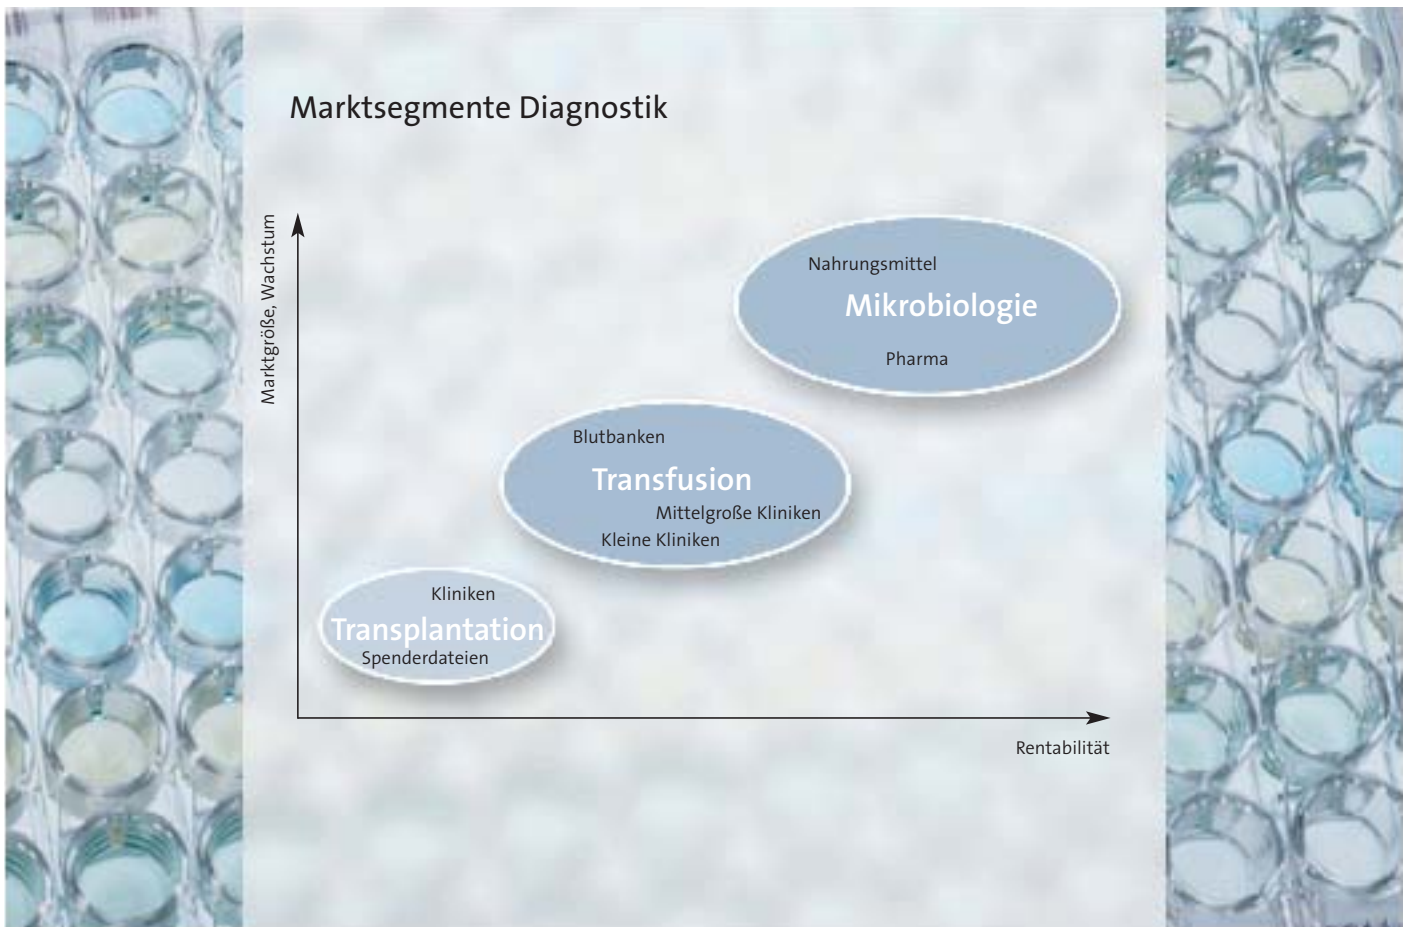 Marktsegmente Diagnostik
Marktgröße, Wachstum
Nahrungsmittel
Mikrobiologie
Pharma
Blutbanken
Transfusion
Mittelgroße Kliniken
Kleine Kliniken
Kliniken
Transplantation
Spenderdateien
Rentabilität